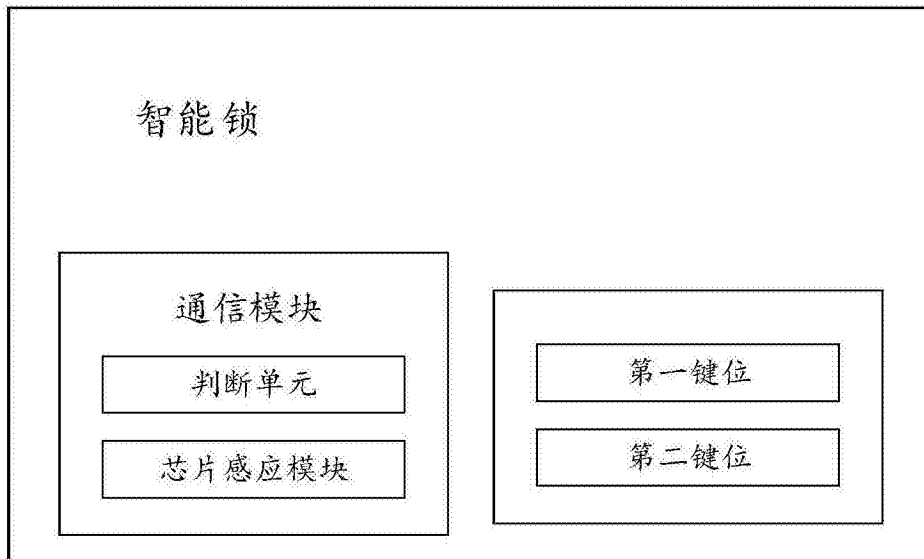 智能锁
通信模块
判断单元
芯片感应模块
第一键位
第二键位